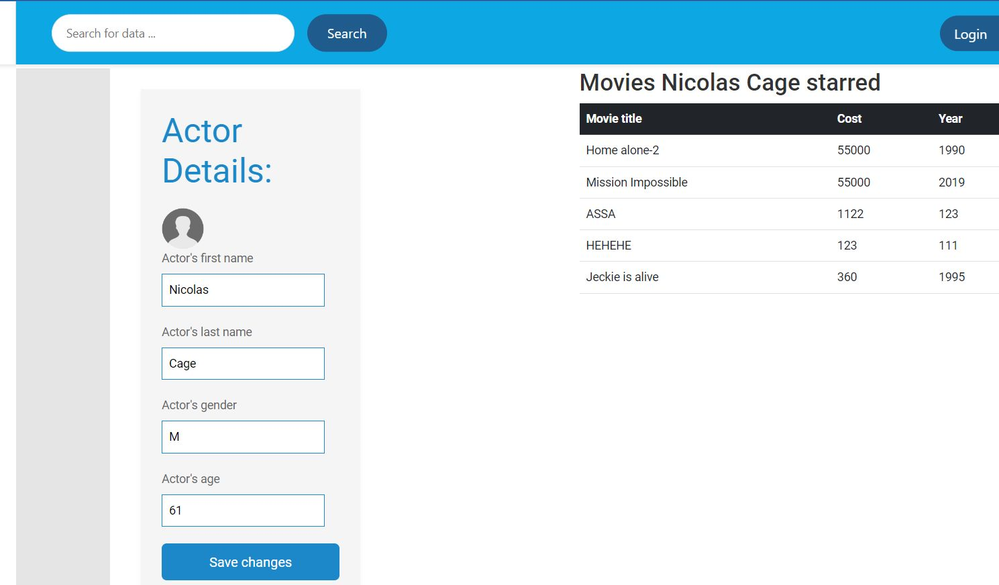 Search for data ...
Search
Login
Actor
Details:
Actor's first name
Nicolas
Actor's last name
Cage
Actor's gender
M
Actor's age
61
Save changes
Movies Nicolas Cage starred
Movie title Cost Year
Home alone-2 55000 1990
Mission Impossible 55000 2019
ASSA 1122 123
HEHEHE 123 111
Jeckie is alive 360 1995